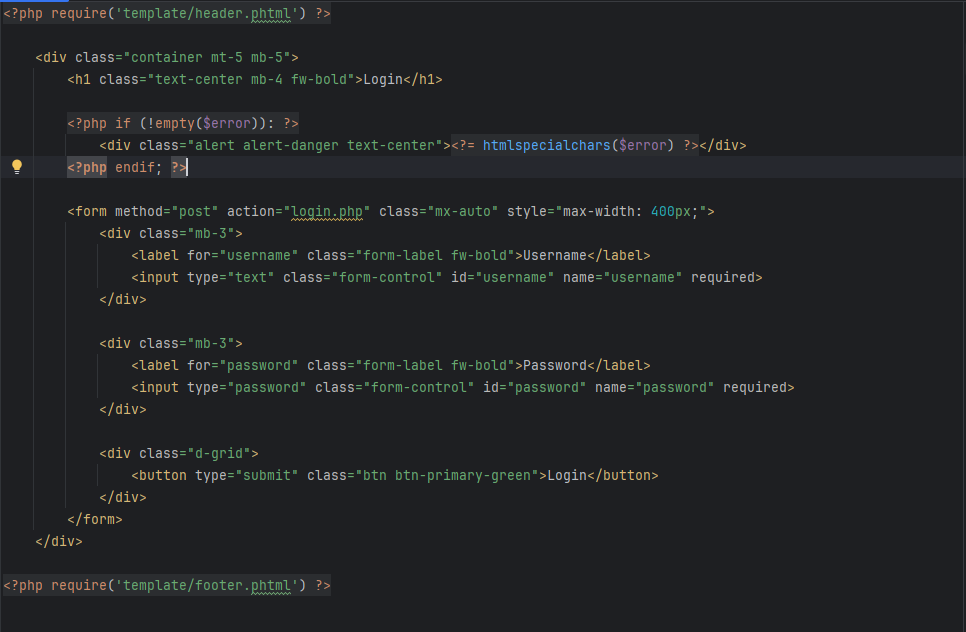 <?php require('template/header.phtml') ?>
<div class="container mt-5 mb-5">
<h1 class="text-center mb-4 fw-bold">Login</h1>
<?php if (!empty($error)): ?>
<div class="alert alert-danger text-center"><?= htmlspecialchars($error) ?></div>
<?php endif; ?>
<form method="post" action="login.php" class="mx-auto" style="max-width: 400px;">
<div class="mb-3">
<label for="username" class="form-label fw-bold">Username</label>
<input type="text" class="form-control" id="username" name="username" required>
</div>
<div class="mb-3">
<label for="password" class="form-label fw-bold">Password</label>
<input type="password" class="form-control" id="password" name="password" required>
</div>
<div class="d-grid">
<button type="submit" class="btn btn-primary-green">Login</button>
</div>
</form>
</div>
<?php require('template/footer.phtml') ?>